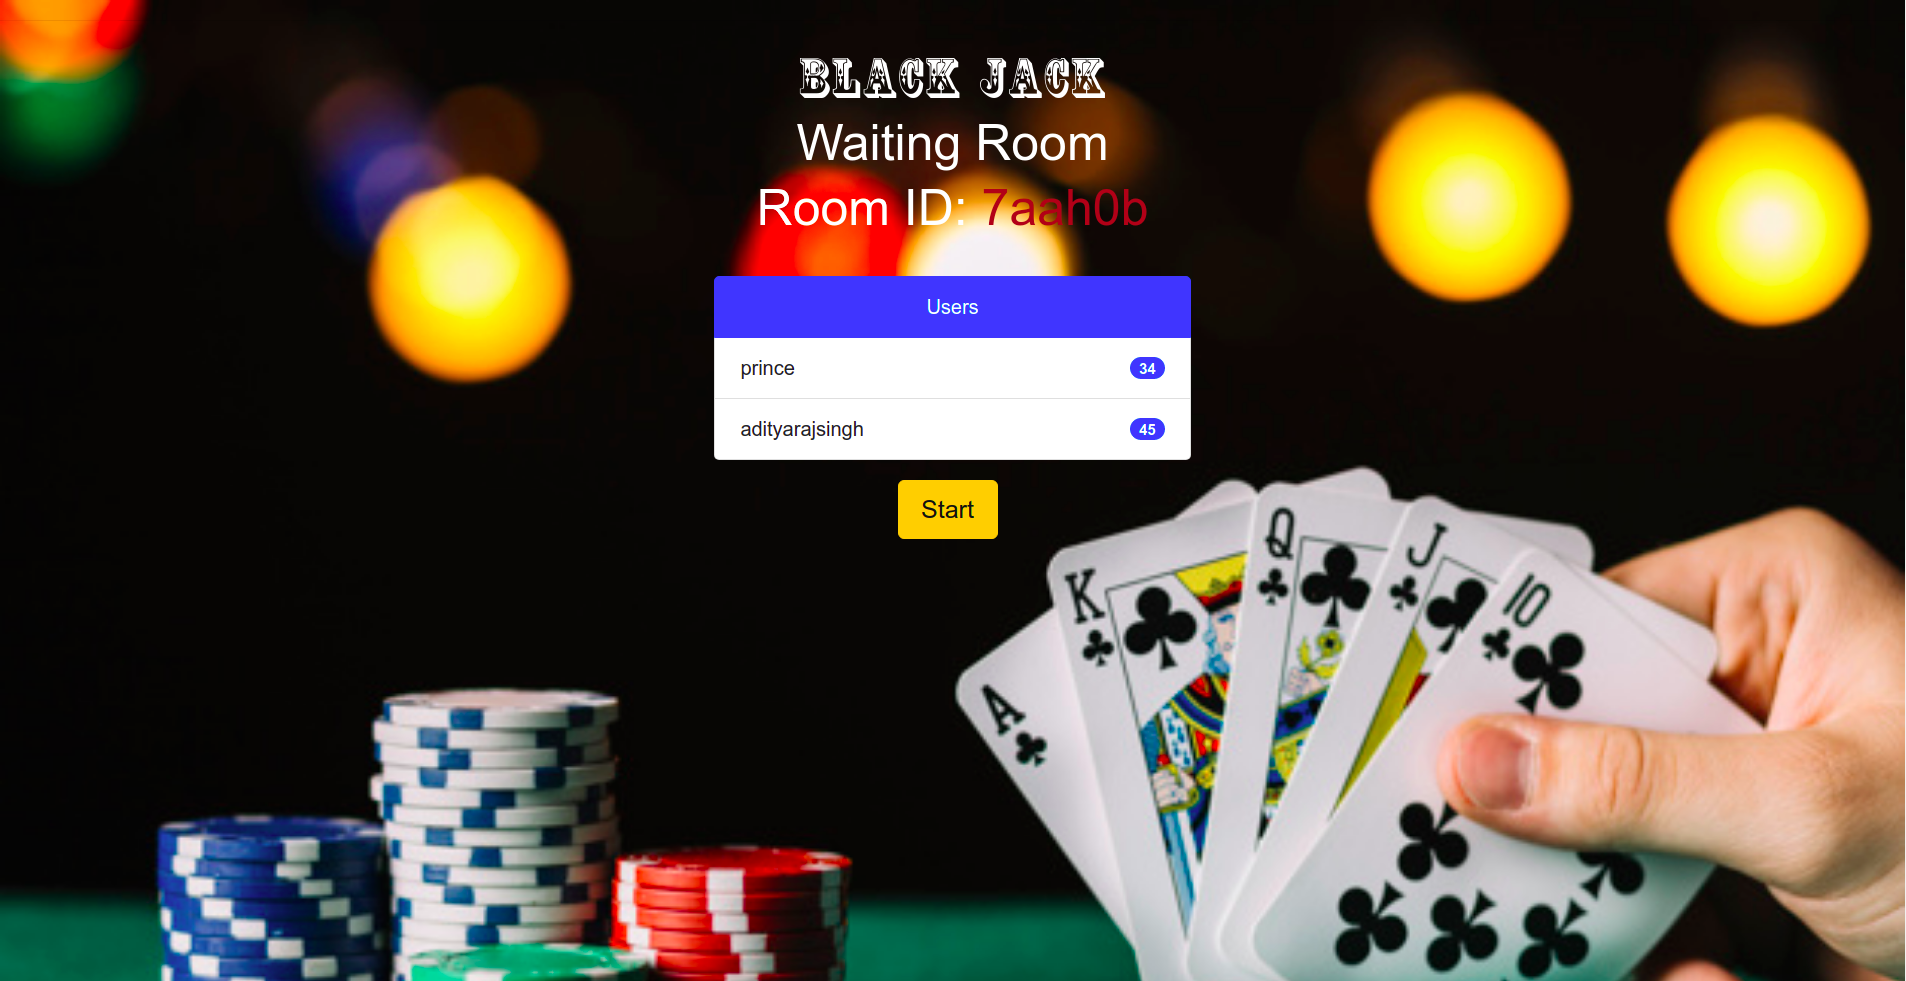 BLACK JACK
Waiting Room
Room ID: 7aah0b
Users
prince 34
adityarajsingh 45
Start
A
K
Q
J
10